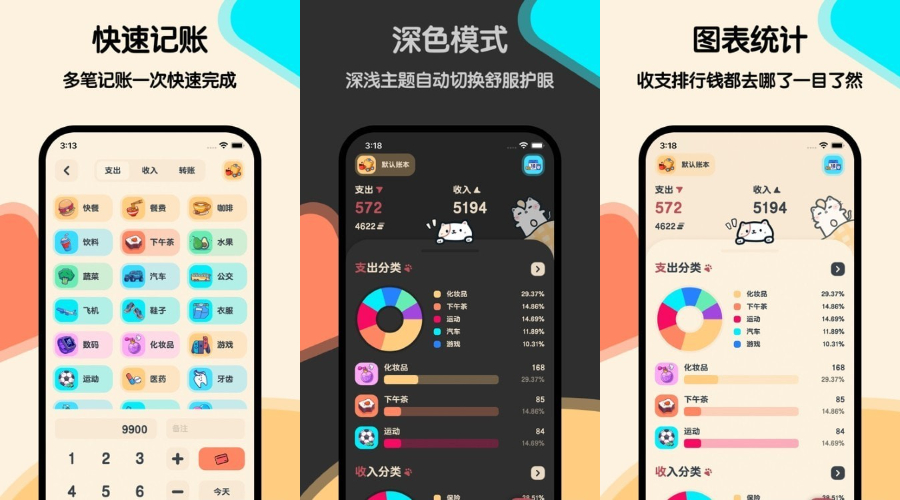 快速记账
多笔记账一次快速完成
3:13
支出 收入 转账
快餐 餐费 咖啡
饮料 下午茶 水果
蔬菜 汽车 公交
飞机 鞋子 衣服
数码 化妆品 游戏
运动 医药 牙齿
9900 备注
1 2 3 +
4 5 6 − 今天
深色模式
深浅主题自动切换舒服护眼
3:18
默认账本
支出 收入
572 5194
4622
支出分类
化妆品 29.37%
下午茶 14.86%
运动 14.69%
汽车 11.89%
游戏 10.31%
化妆品 168
29.37%
下午茶 85
14.86%
运动 84
14.69%
收入分类
保险
图表统计
收支排行钱都去哪了一目了然
3:18
默认账本
支出 收入
572 5194
4622
支出分类
化妆品 29.37%
下午茶 14.86%
运动 14.69%
汽车 11.89%
游戏 10.31%
化妆品 168
29.37%
下午茶 85
14.86%
运动 84
14.69%
收入分类
保险 38.51%